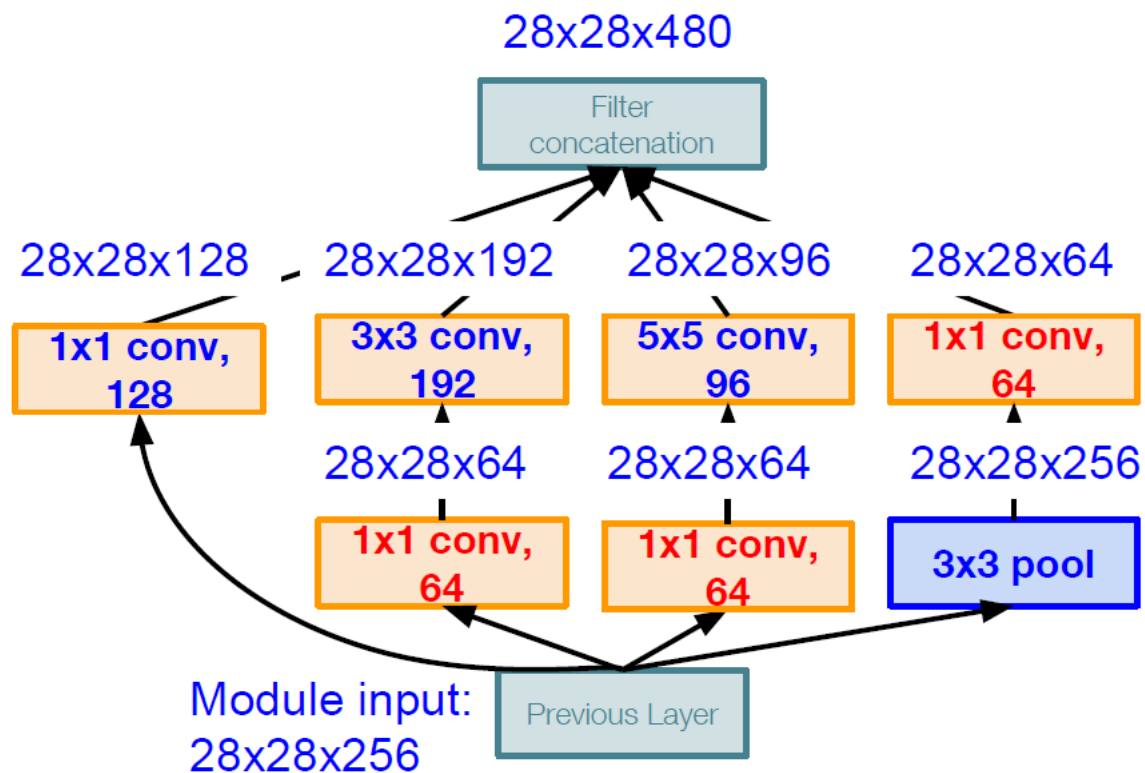 28x28x480
Filter
concatenation
28x28x128
28x28x192
28x28x96
28x28x64
1x1 conv,
128
3x3 conv,
192
5x5 conv,
96
1x1 conv,
64
28x28x64
28x28x64
28x28x256
1x1 conv,
64
1x1 conv,
64
3x3 pool
Module input:
28x28x256
Previous Layer